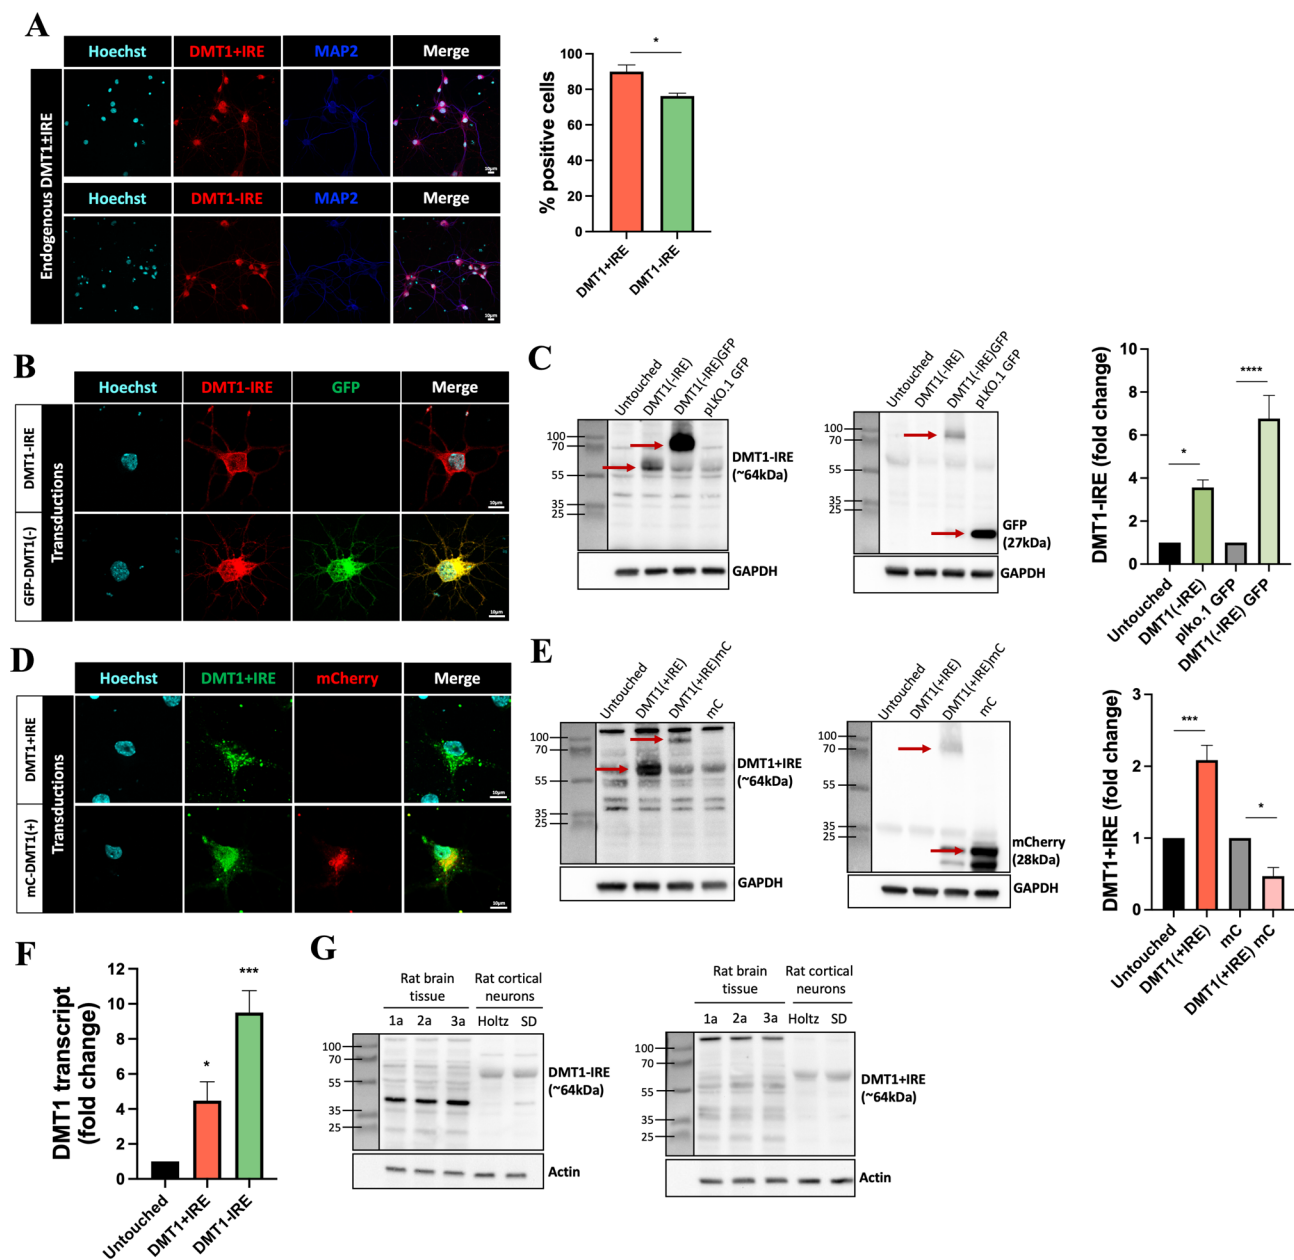 A
Hoechst DMT1+IRE MAP2 Merge
10µm
Hoechst DMT1-IRE MAP2 Merge
10µm
Endogenous DMT1±IRE
% positive cells
100
80
60
40
20
0
*
DMT1+IRE
DMT1-IRE
B
Hoechst DMT1-IRE GFP Merge
DMT1-IRE
GFP-DMT1(-)
Transductions
10µm
10µm
C
Untouched
DMT1(-IRE)
DMT1(-IRE)GFP
pLKO.1 GFP
100
70
55
35
25
DMT1-IRE
(~64kDa)
GAPDH
Untouched
DMT1(-IRE)
DMT1(-IRE)GFP
pLKO.1 GFP
100
70
55
35
25
GFP
(27kDa)
GAPDH
DMT1-IRE (fold change)
10
8
6
4
2
0
*
****
Untouched
DMT1(-IRE)
plko.1 GFP
DMT1(-IRE) GFP
D
Hoechst DMT1+IRE mCherry Merge
DMT1+IRE
mC-DMT1(+)
Transductions
10µm
10µm
E
Untouched
DMT1(+IRE)
DMT1(+IRE)mC
mC
100
70
55
35
25
DMT1+IRE
(~64kDa)
GAPDH
Untouched
DMT1(+IRE)
DMT1(+IRE)mC
mC
100
70
55
35
25
mCherry
(28kDa)
GAPDH
DMT1+IRE (fold change)
3
2
1
0
***
*
Untouched
DMT1(+IRE)
mC
DMT1(+IRE) mC
F
DMT1 transcript
(fold change)
12
10
8
6
4
2
0
*
***
Untouched
DMT1+IRE
DMT1-IRE
G
Rat brain Rat cortical
tissue neurons
1a 2a 3a Holtz SD
100
70
55
35
25
DMT1-IRE
(~64kDa)
Actin
Rat brain Rat cortical
tissue neurons
1a 2a 3a Holtz SD
100
70
55
35
25
DMT1+IRE
(~64kDa)
Actin